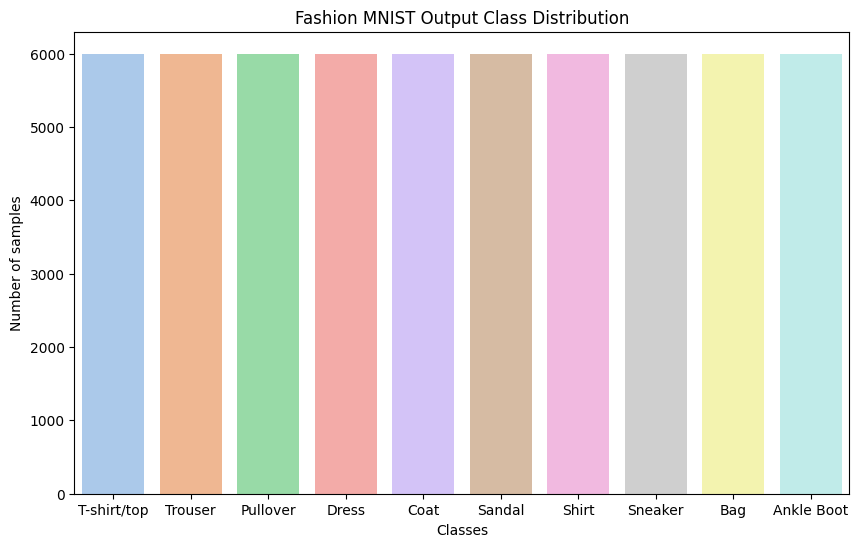 Fashion MNIST Output Class Distribution
Number of samples
6000
5000
4000
3000
2000
1000
0
T-shirt/top Trouser Pullover Dress Coat Sandal Shirt Sneaker Bag Ankle Boot
Classes